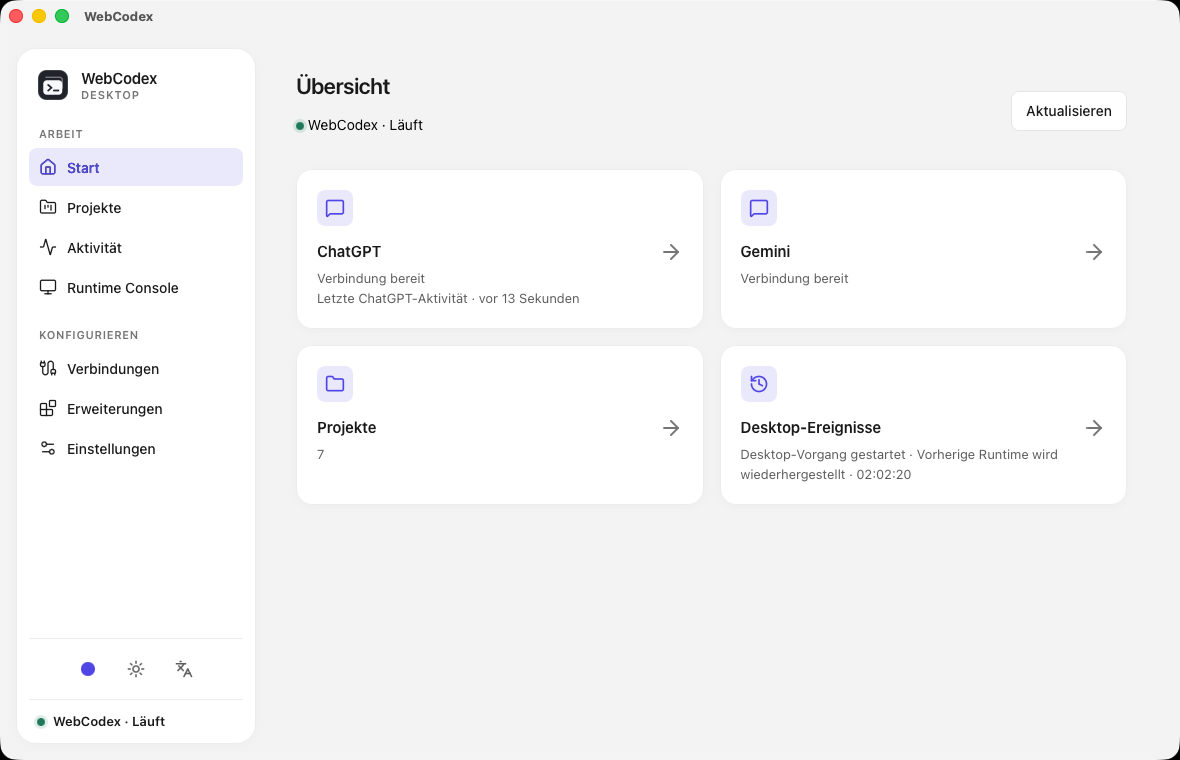 WebCodex
WebCodex
DESKTOP
ARBEIT
Start
Projekte
Aktivität
Runtime Console
KONFIGURIEREN
Verbindungen
Erweiterungen
Einstellungen
WebCodex · Läuft
Übersicht
WebCodex · Läuft
Aktualisieren
ChatGPT
Verbindung bereit
Letzte ChatGPT-Aktivität · vor 13 Sekunden
Gemini
Verbindung bereit
Projekte
7
Desktop-Ereignisse
Desktop-Vorgang gestartet · Vorherige Runtime wird
wiederhergestellt · 02:02:20